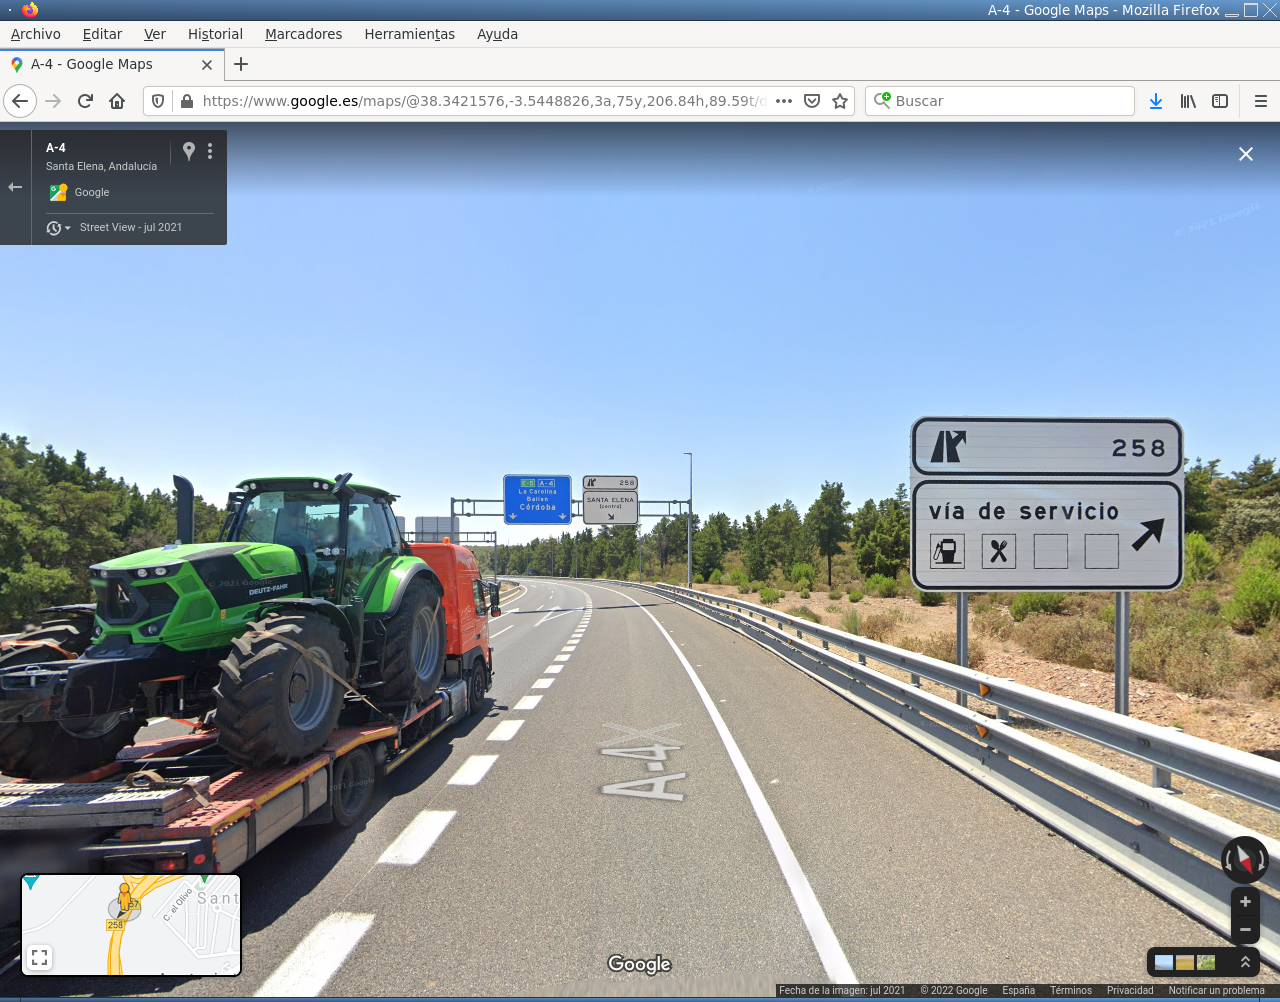 A-4 - Google Maps - Mozilla Firefox
Archivo Editar Ver Historial Marcadores Herramientas Ayuda
A-4 - Google Maps
https://www.google.es/maps/@38.3421576,-3.5448826,3a,75y,206.84h,89.59t/d
Buscar
A-4
Santa Elena, Andalucía
Google
Street View - jul 2021
258
vía de servicio
E-5 A-4
La Carolina
Bailén
Córdoba
258
SANTA ELENA
(centro)
DEUTZ-FAHR
© 2021 Google
A-4
C. el Olivo
Sant
258
Google
Fecha de la imagen: jul 2021 © 2022 Google España Términos Privacidad Notificar un problema